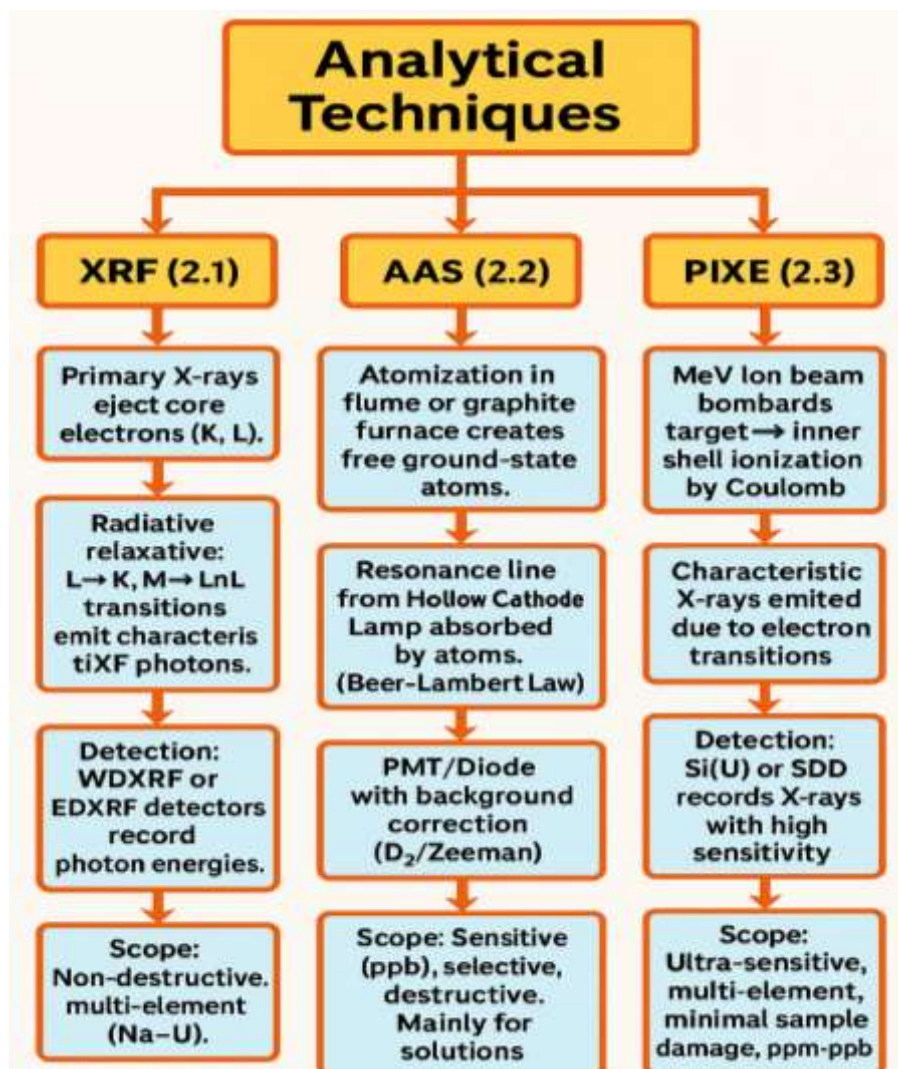 Analytical
Techniques
XRF (2.1)
AAS (2.2)
PIXE (2.3)
Primary X-rays
eject core
electrons (K, L).
Radiative
relaxative:
L→ K, M→ LnL
transitions
emit characteris
tiXF photons.
Detection:
WDXRF or
EDXRF detectors
record
photon energies.
Scope:
Non-destructive.
multi-element
(Na–U).
Atomization in
flume or graphite
furnace creates
free ground-state
atoms.
Resonance line
from Hollow Cathode
Lamp absorbed
by atoms.
(Beer-Lambert Law)
PMT/Diode
with background
correction
(D₂/Zeeman)
Scope: Sensitive
(ppb), selective,
destructive.
Mainly for
solutions
MeV Ion beam
bombards
target → inner
shell ionization
by Coulomb
Characteristic
X-rays emited
due to electron
transitions
Detection:
Si(U) or SDD
records X-rays
with high
sensitivity
Scope:
Ultra-sensitive,
multi-element,
minimal sample
damage, ppm-ppb